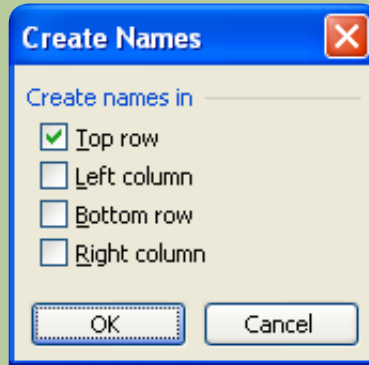 Create Names
Create names in
Top row
Left column
Bottom row
Right column
OK
Cancel